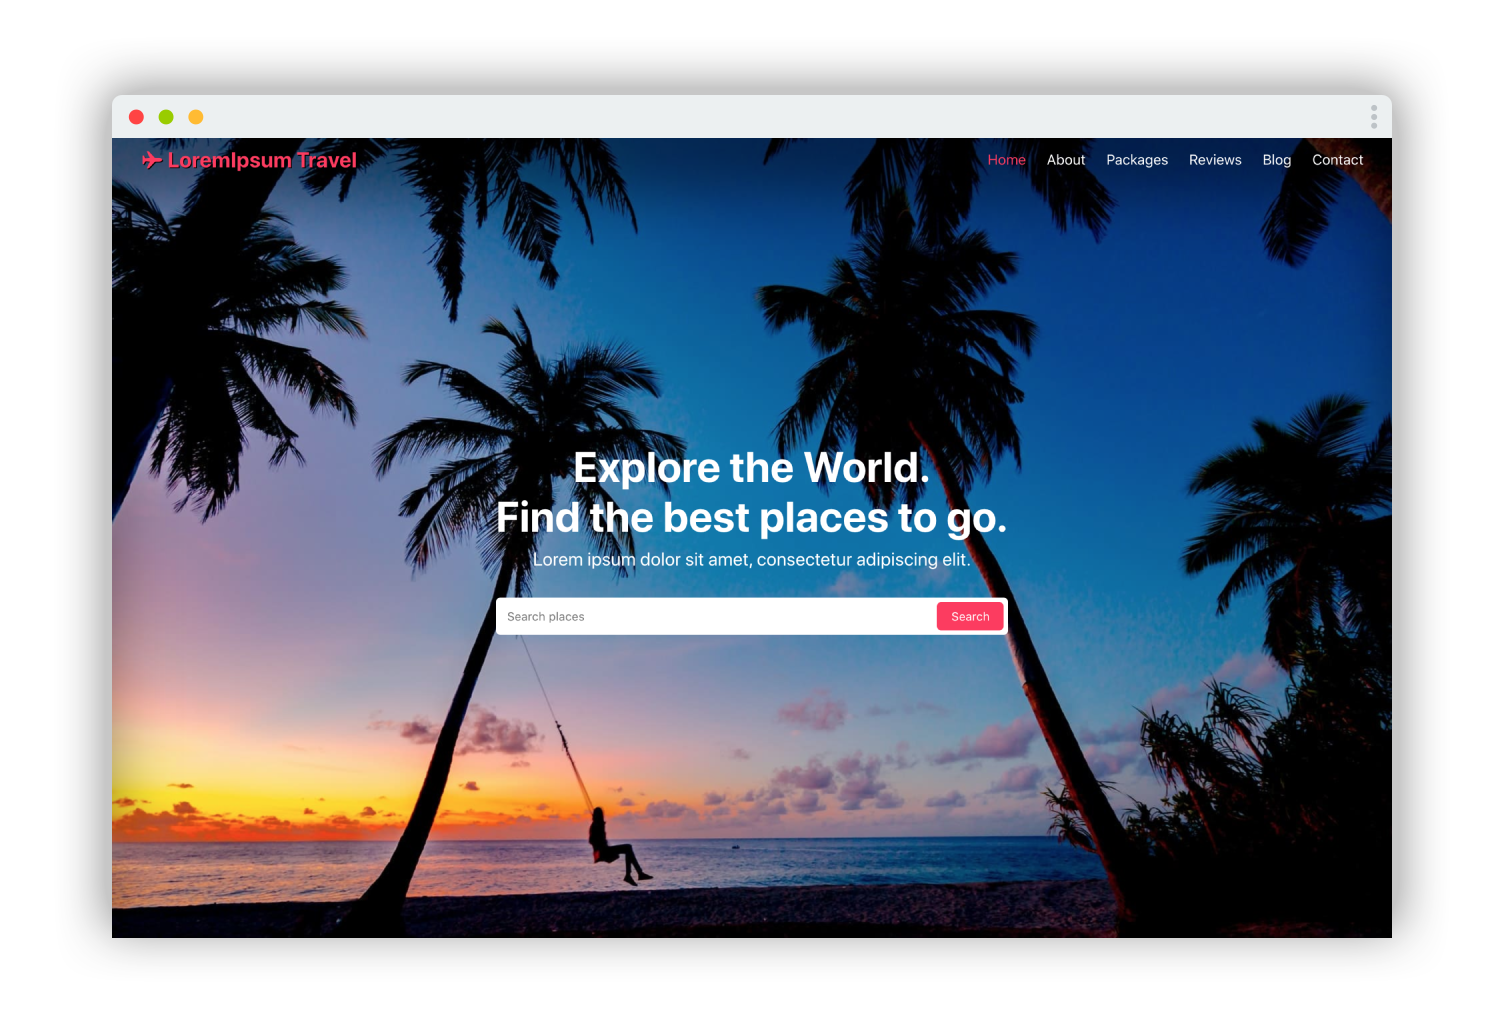 LoremIpsum Travel
Home About Packages Reviews Blog Contact
Explore the World.
Find the best places to go.
Lorem ipsum dolor sit amet, consectetur adipiscing elit.
Search places
Search